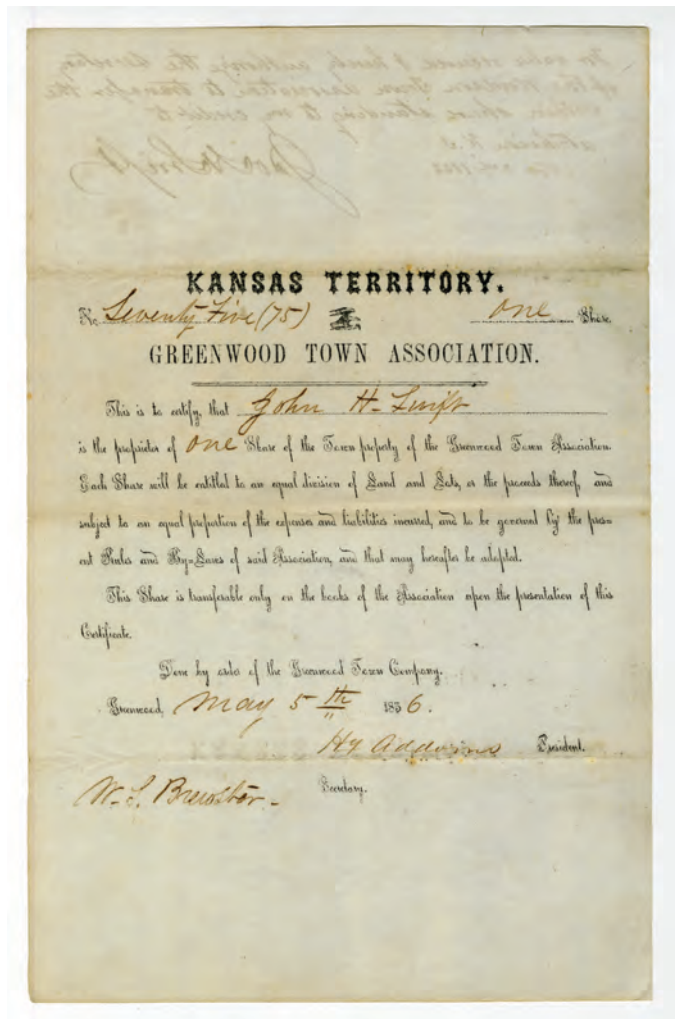 KANSAS TERRITORY.
No. Seventy Five (75) one Share.
GREENWOOD TOWN ASSOCIATION.
This is to certify, that John H. Swift
is the proprietor of one Share of the Town property of the Greenwood Town Association.
Each Share will be entitled to an equal division of Land and Lots, or the proceeds thereof, and
subject to an equal proportion of the expenses and liabilities incurred, and to be governed by the pres-
ent Rules and By-Laws of said Association, and that may hereafter be adopted.
This Share is transferable only on the books of the Association upon the presentation of this
Certificate.
Done by order of the Greenwood Town Company.
Greenwood, May 5th 1856.
Hy President.
W. S. Brewster. Secretary.